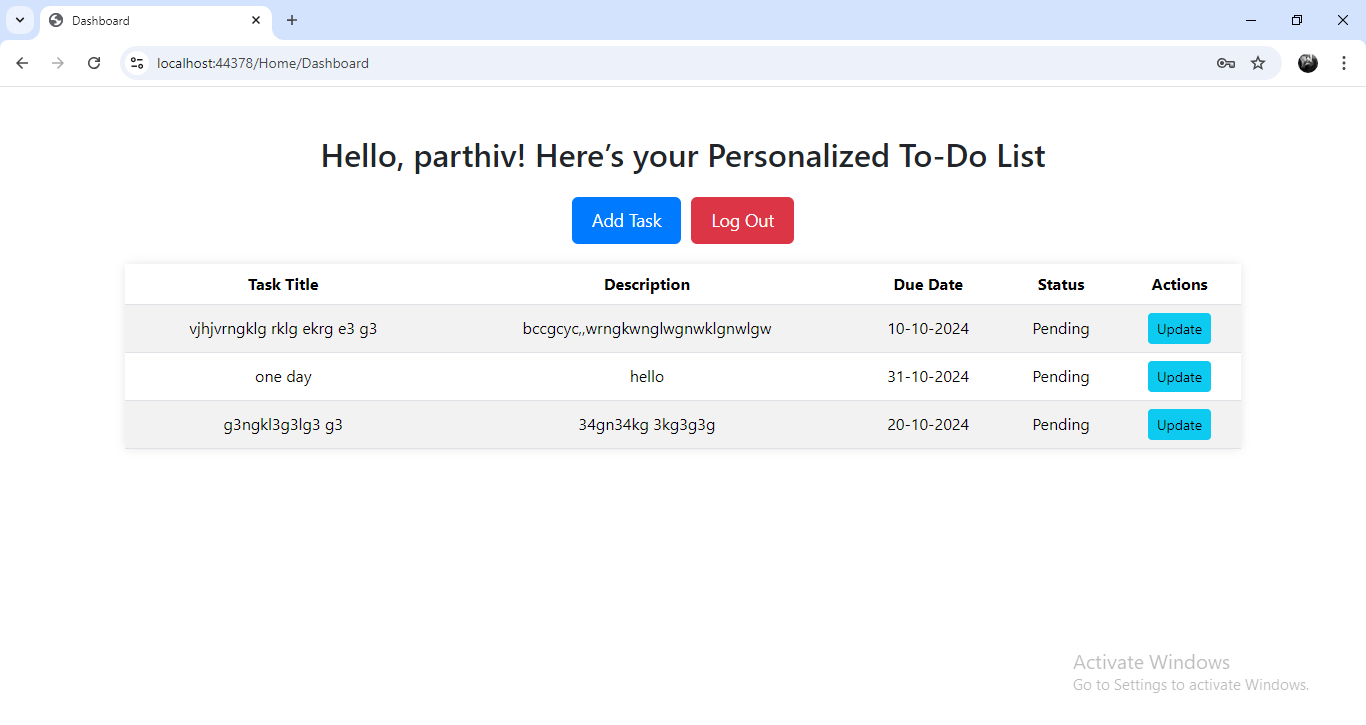 Dashboard
localhost:44378/Home/Dashboard
Hello, parthiv! Here’s your Personalized To-Do List
Add Task Log Out
Task Title Description Due Date Status Actions
vjhjvrngklg rklg ekrg e3 g3 bccgcyc,,wrngkwnglwgnwklgnwlgw 10-10-2024 Pending Update
one day hello 31-10-2024 Pending Update
g3ngkl3g3lg3 g3 34gn34kg 3kg3g3g 20-10-2024 Pending Update
Activate Windows
Go to Settings to activate Windows.